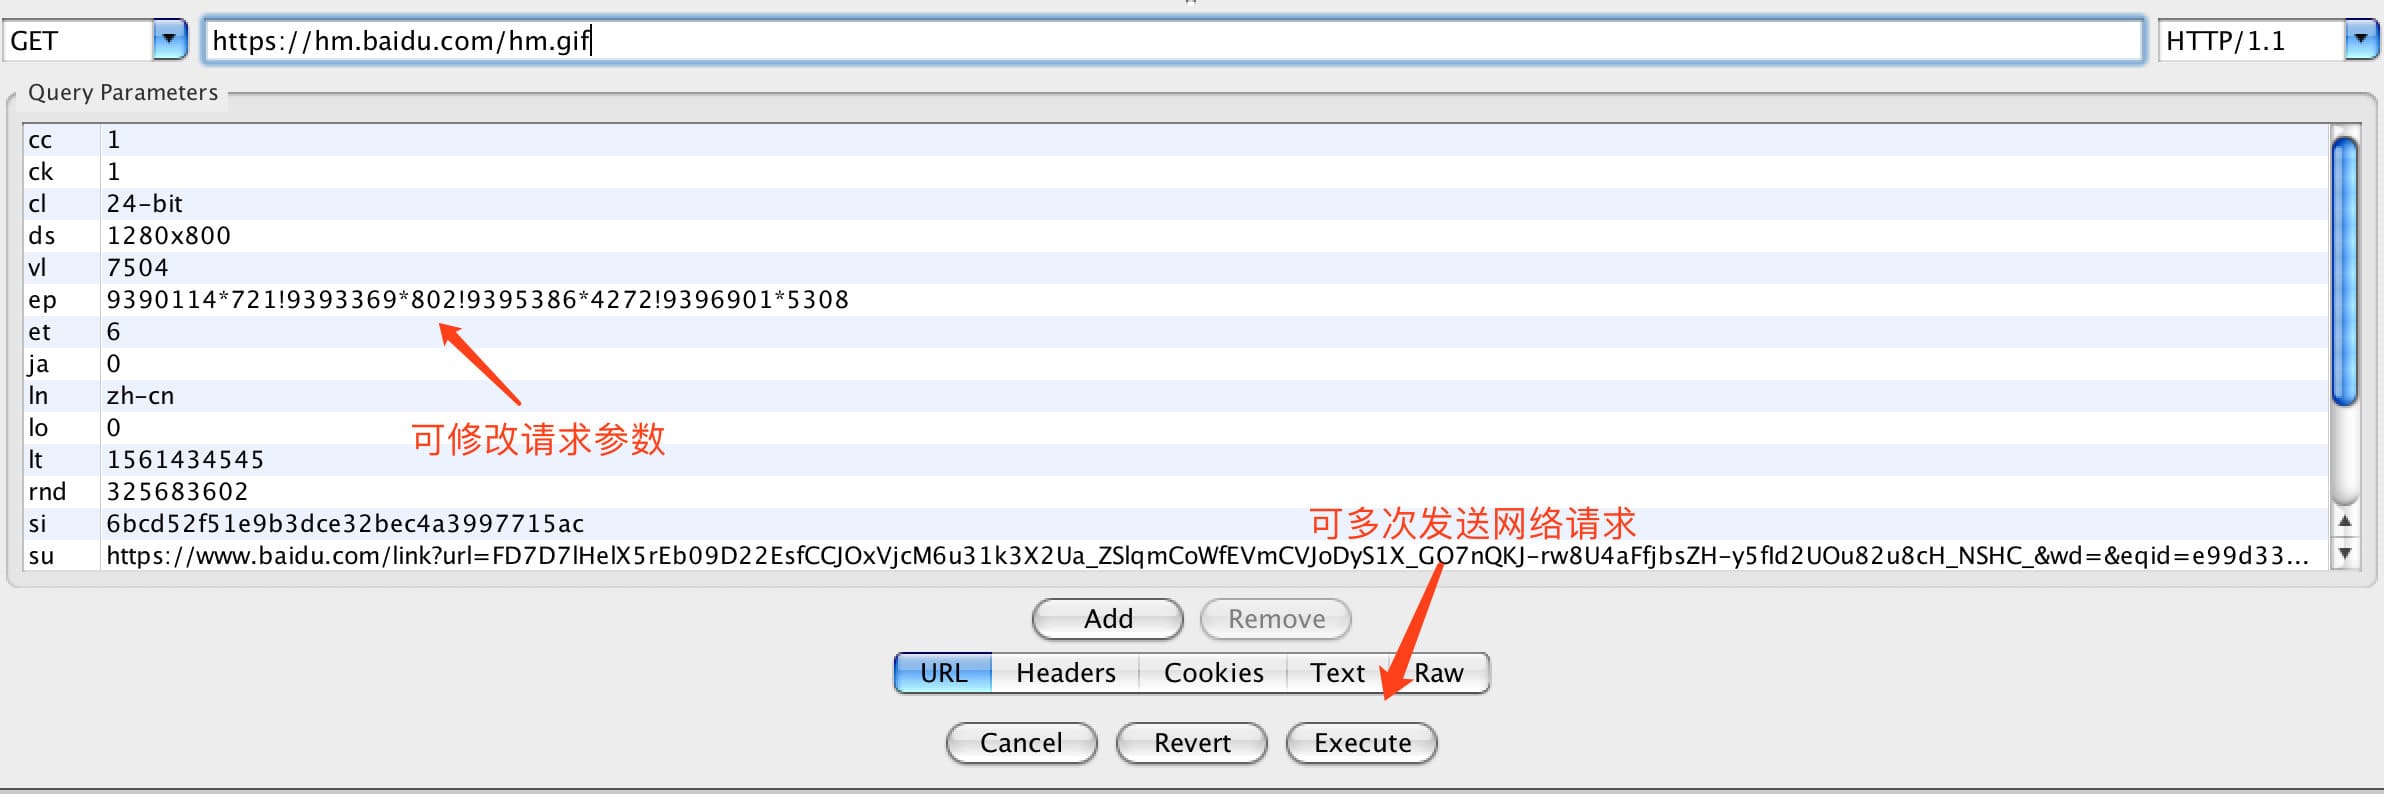 GET https://hm.baidu.com/hm.gif HTTP/1.1
Query Parameters
cc 1
ck 1
cl 24-bit
ds 1280x800
vl 7504
ep 9390114*721!9393369*802!9395386*4272!9396901*5308
et 6
ja 0
ln zh-cn
可修改请求参数
lo 0
lt 1561434545
rnd 325683602
si 6bcd52f51e9b3dce32bec4a3997715ac
可多次发送网络请求
su https://www.baidu.com/link?url=FD7D7lHelX5rEb09D22EsfCCJOxVjcM6u31k3X2Ua_ZSlqmCoWfEVmCVJoDyS1X_GO7nQKJ-rw8U4aFfjbsZH-y5fId2UOu82u8cH_NSHC_&wd=&eqid=e99d33...
Add Remove
URL Headers Cookies Text Raw
Cancel Revert Execute